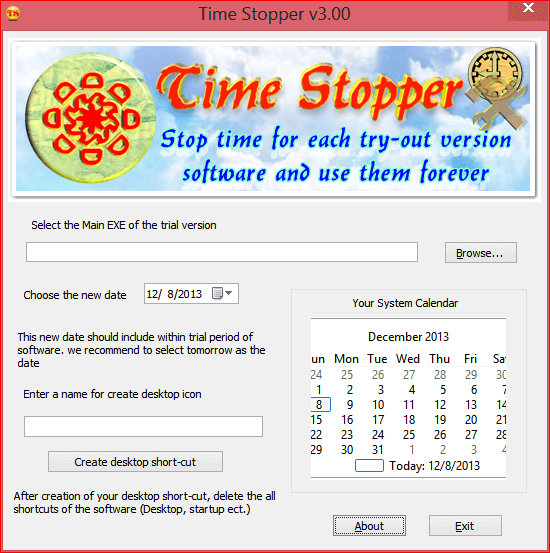 TS Time Stopper v3.00
Time Stopper
Stop time for each try-out version
software and use them forever
Select the Main EXE of the trial version
Browse...
Choose the new date 12/ 8/2013
This new date should include within trial period of
software. we recommend to select tomorrow as the
date
Enter a name for create desktop icon
Create desktop short-cut
After creation of your desktop short-cut, delete the all
shortcuts of the software (Desktop, startup ect.)
Your System Calendar
December 2013
un Mon Tue Wed Thu Fri Sat
24 25 26 27 28 29 30
1 2 3 4 5 6 7
8 9 10 11 12 13 14
15 16 17 18 19 20 21
22 23 24 25 26 27 28
29 30 31 1 2 3 4
Today: 12/8/2013
About Exit